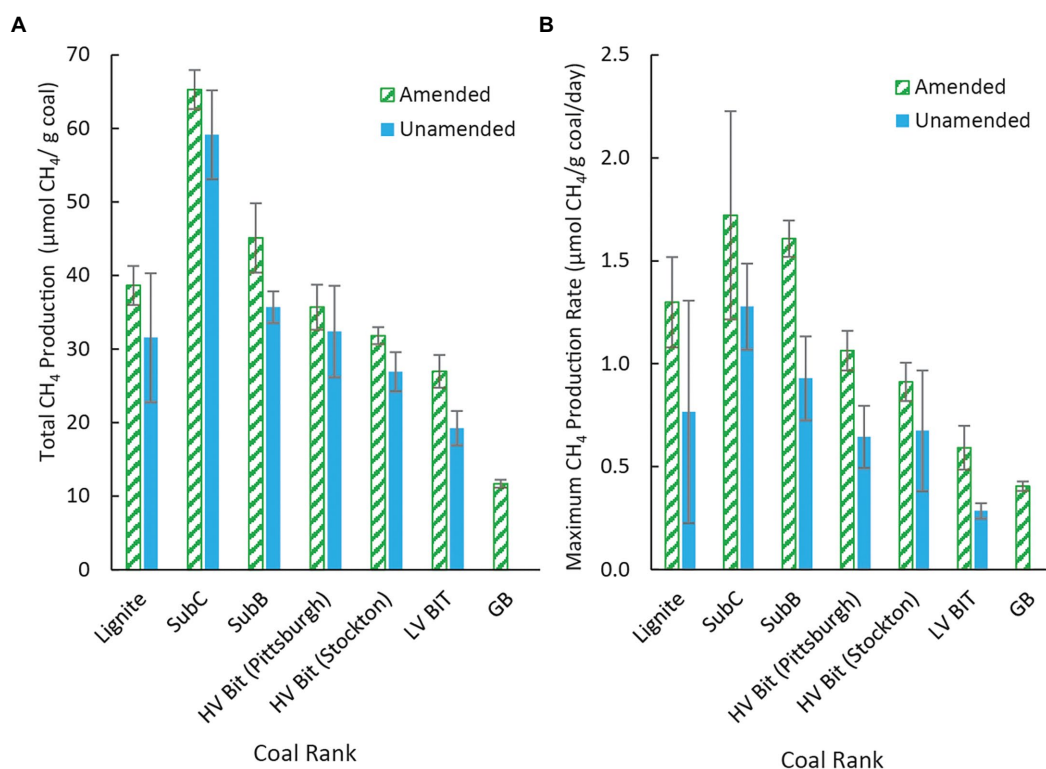 A
Total CH₄ Production (µmol CH₄/ g coal)
70
60
50
40
30
20
10
0
Amended
Unamended
Lignite
SubC
SubB
HV Bit (Pittsburgh)
HV Bit (Stockton)
LV BIT
GB
Coal Rank
B
Maximum CH₄ Production Rate (µmol CH₄/g coal/day)
2.5
2.0
1.5
1.0
0.5
0.0
Amended
Unamended
Lignite
SubC
SubB
HV Bit (Pittsburgh)
HV Bit (Stockton)
LV BIT
GB
Coal Rank